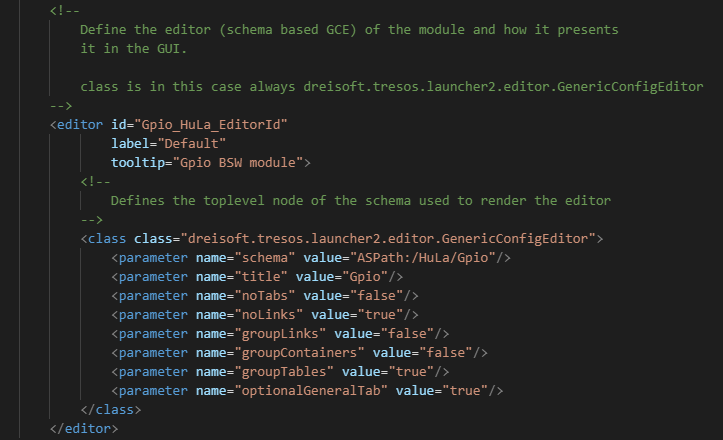 <!--
Define the editor (schema based GCE) of the module and how it presents
it in the GUI.
class is in this case always dreisoft.tresos.launcher2.editor.GenericConfigEditor
-->
<editor id="Gpio_HuLa_EditorId"
label="Default"
tooltip="Gpio BSW module">
<!--
Defines the toplevel node of the schema used to render the editor
-->
<class class="dreisoft.tresos.launcher2.editor.GenericConfigEditor">
<parameter name="schema" value="ASPath:/HuLa/Gpio"/>
<parameter name="title" value="Gpio"/>
<parameter name="noTabs" value="false"/>
<parameter name="noLinks" value="true"/>
<parameter name="groupLinks" value="false"/>
<parameter name="groupContainers" value="false"/>
<parameter name="groupTables" value="true"/>
<parameter name="optionalGeneralTab" value="true"/>
</class>
</editor>